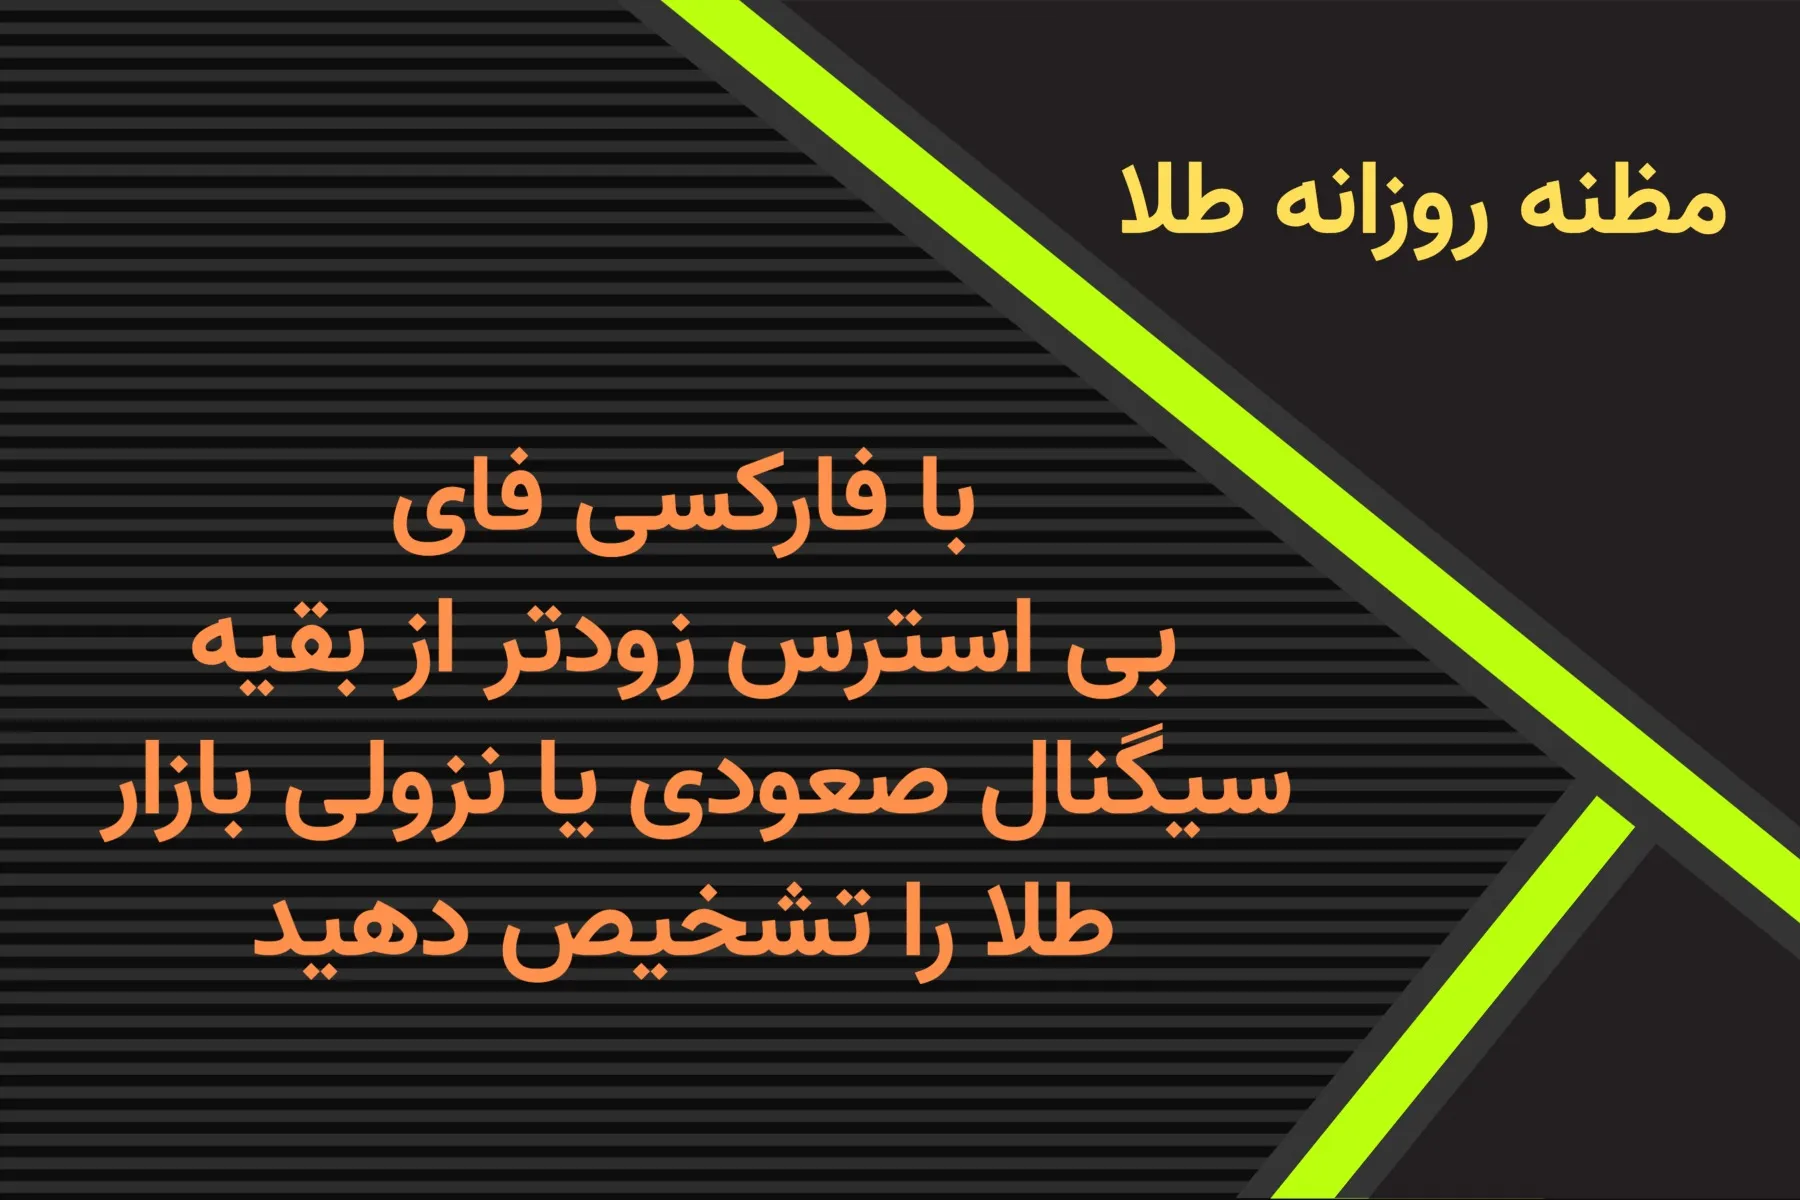 مظنه روزانه طلا
با فارکسی فای
بی استرس زودتر از بقیه
سیگنال صعودی یا نزولی بازار
طلا را تشخیص دهید